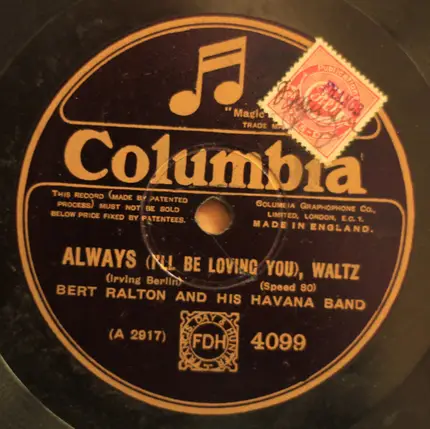 "Magic
TRADE M
Columbia
THIS RECORD (MADE BY PATENTED
PROCESS) MUST NOT BE SOLD
BELOW PRICE FIXED BY PATENTEES.
COLUMBIA GRAPHOPHONE CO.,
LIMITED, LONDON, E.C.1.
MADE IN ENGLAND.
ALWAYS (I'LL BE LOVING YOU), WALTZ
(Irving Berlin)
(Speed 80)
BERT RALTON AND HIS HAVANA BAND
(A 2917)
FDH
4099